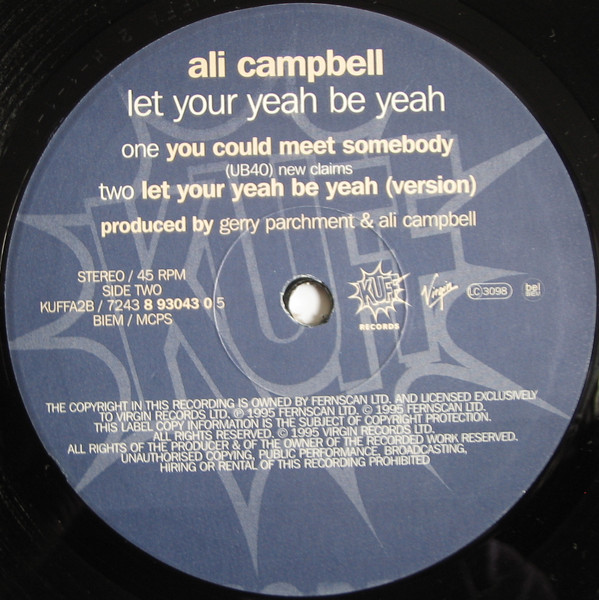 ali campbell
let your yeah be yeah
one you could meet somebody
(UB40) new claims
two let your yeah be yeah (version)
produced by gerry parchment & ali campbell
STEREO / 45 RPM
SIDE TWO
KUFFA2B / 7243 8 93043 0 5
BIEM / MCPS
KUFF
RECORDS
Virgin
LC 3098
bel
THE COPYRIGHT IN THIS RECORDING IS OWNED BY FERNSCAN LTD. AND LICENSED EXCLUSIVELY
TO VIRGIN RECORDS LTD. ℗ 1995 FERNSCAN LTD. © 1995 FERNSCAN LTD.
THIS LABEL COPY INFORMATION IS THE SUBJECT OF COPYRIGHT PROTECTION.
ALL RIGHTS RESERVED. © 1995 VIRGIN RECORDS LTD.
ALL RIGHTS OF THE PRODUCER & OF THE OWNER OF THE RECORDED WORK RESERVED.
UNAUTHORISED COPYING, PUBLIC PERFORMANCE, BROADCASTING,
HIRING OR RENTAL OF THIS RECORDING PROHIBITED